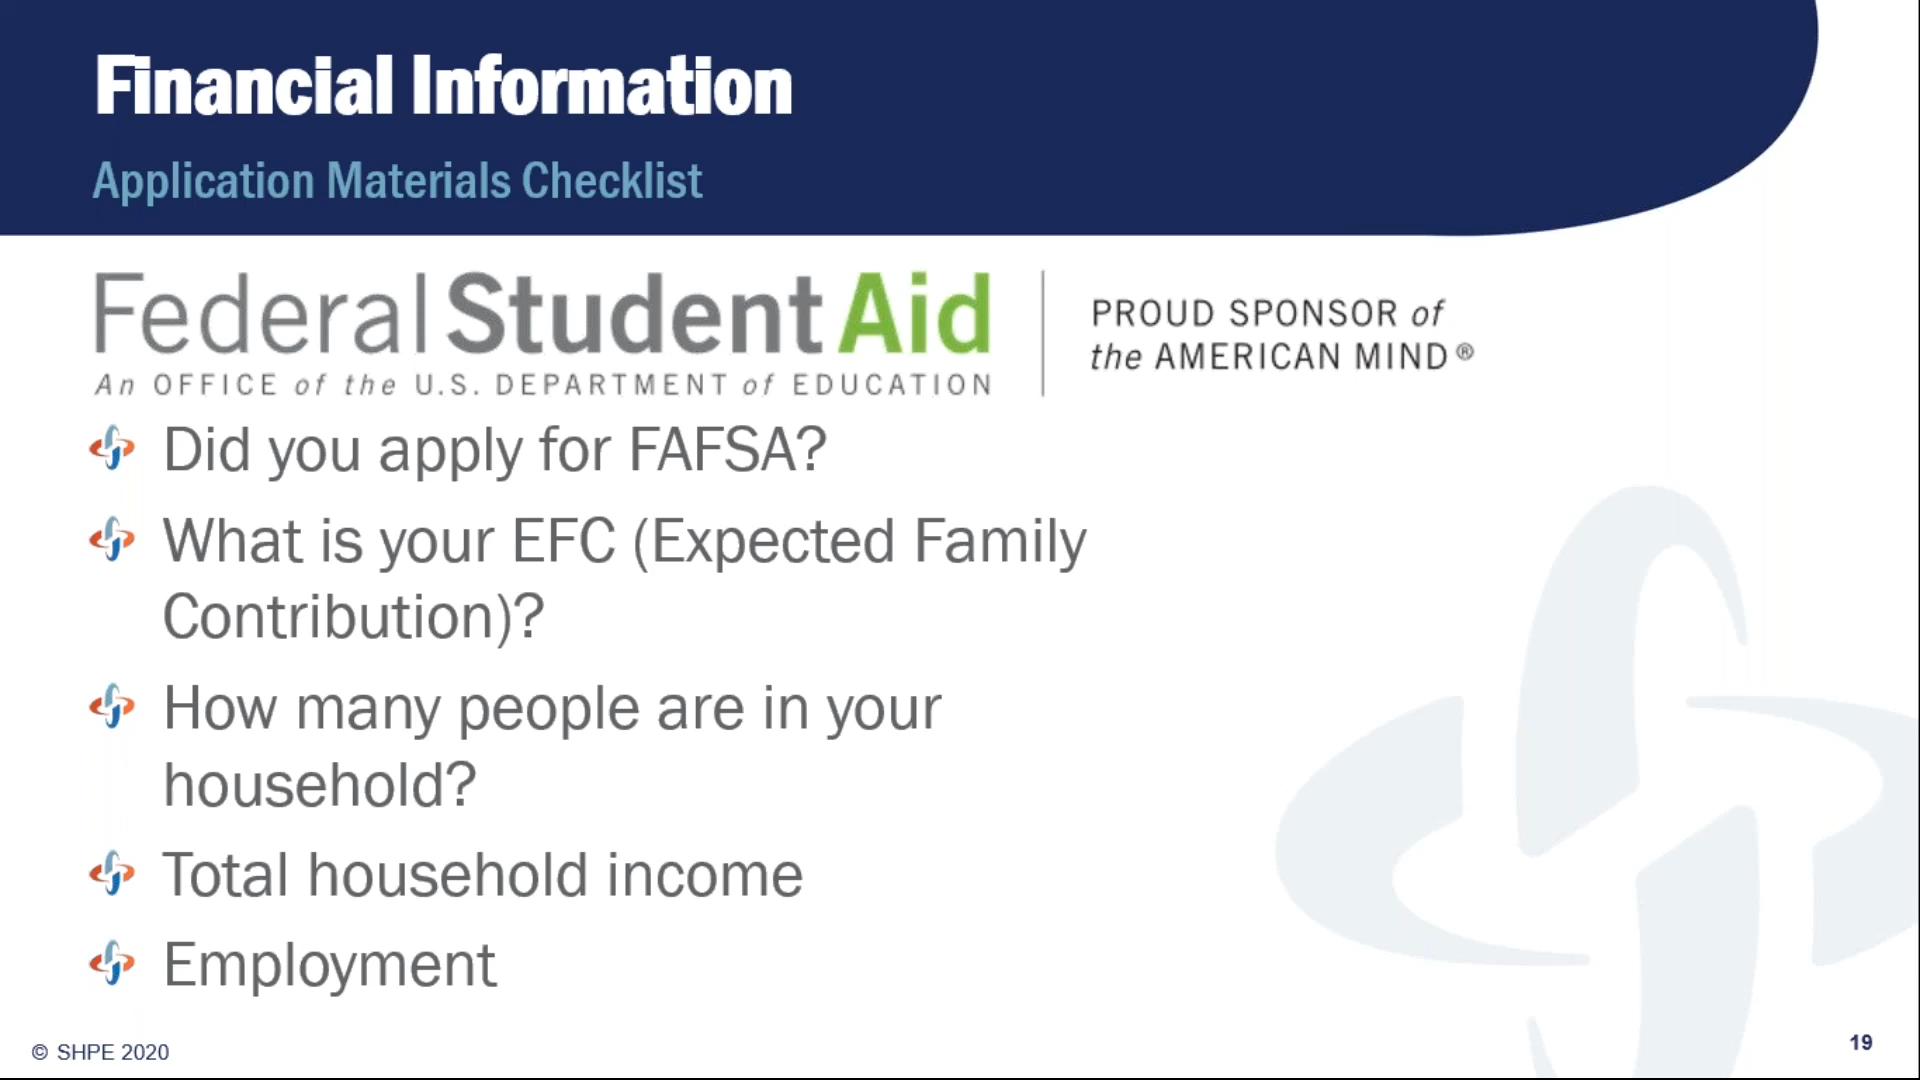 Financial Information
Application Materials Checklist
Federal Student Aid
An OFFICE of the U.S. DEPARTMENT of EDUCATION
PROUD SPONSOR of
the AMERICAN MIND®
Did you apply for FAFSA?
What is your EFC (Expected Family
Contribution)?
How many people are in your
household?
Total household income
Employment
© SHPE 2020
19